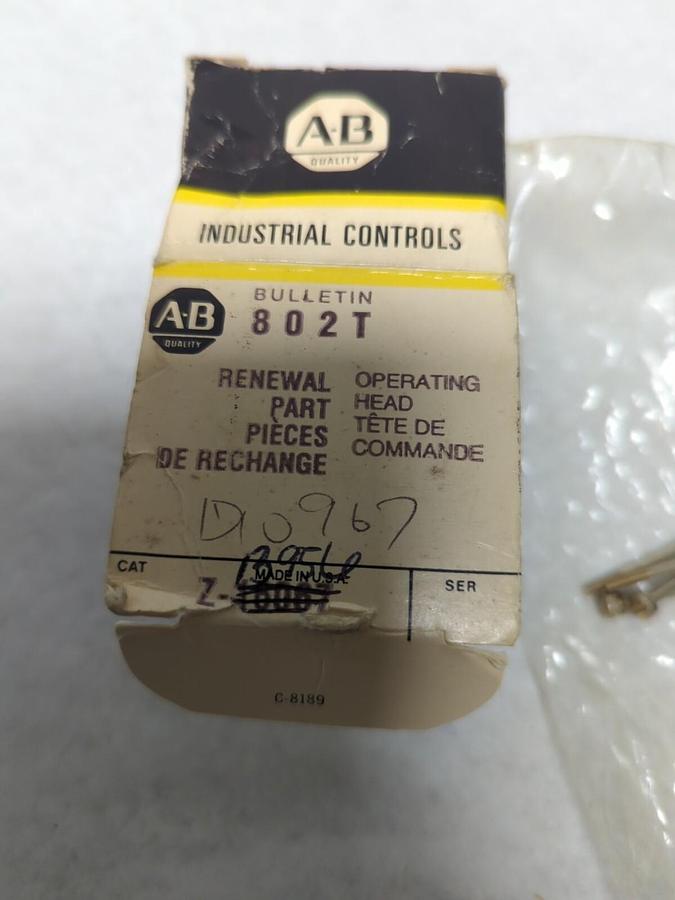 A-B
QUALITY
INDUSTRIAL CONTROLS
A-B
QUALITY
BULLETIN
802T
RENEWAL
PART
PIÈCES
DE RECHANGE
OPERATING
HEAD
TÊTE DE
COMMANDE
0967
CAT
MADE IN U.S.A.
Z-
SER
C-8189